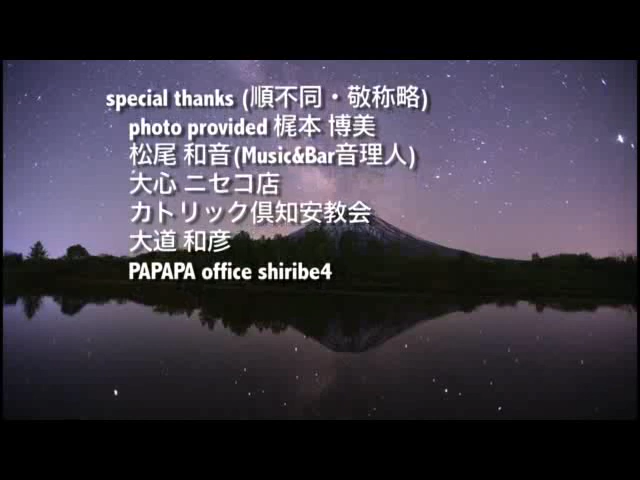 special thanks (順不同・敬称略)
photo provided 梶本 博美
松尾 和音(Music&Bar音理人)
大心 ニセコ店
カトリック倶知安教会
大道 和彦
PAPAPA office shiribe4